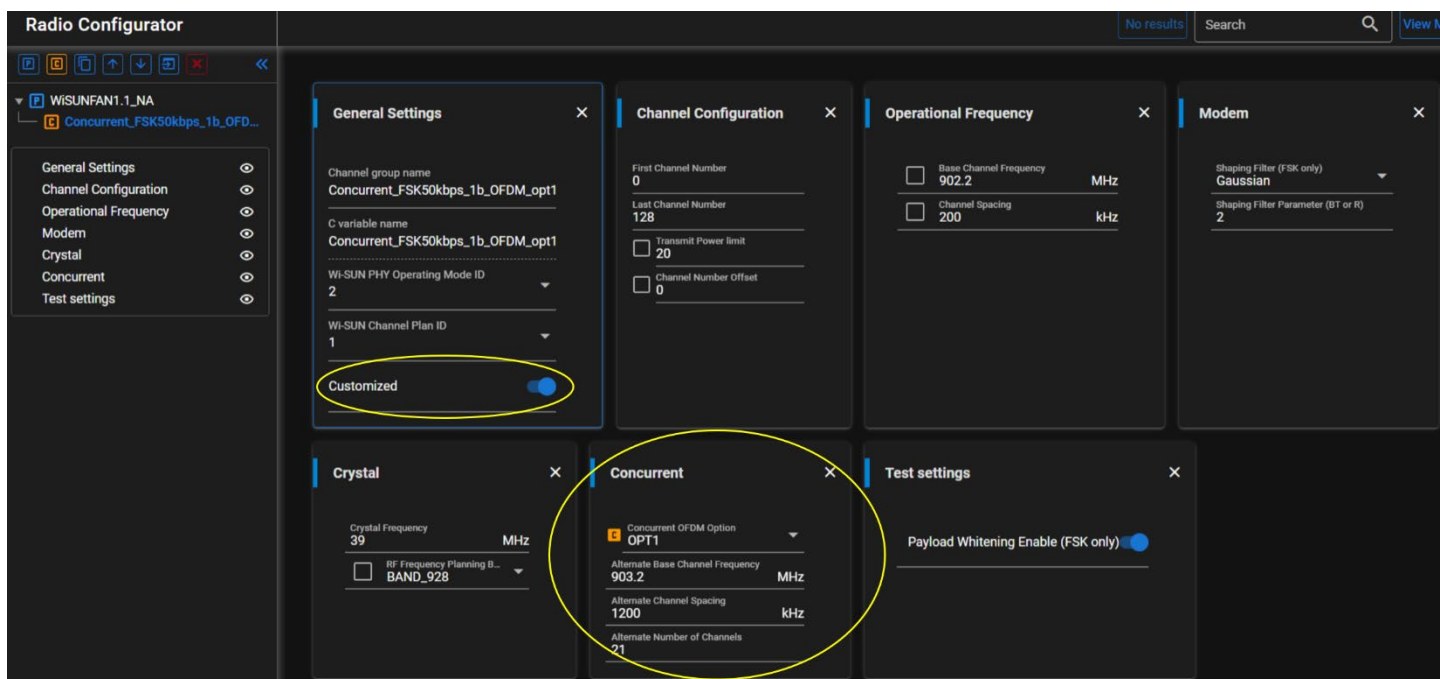 Radio Configurator
No results
Search
View M
P
C
WiSUNFAN1.1_NA
Concurrent_FSK50kbps_1b_OFD...
General Settings
Channel Configuration
Operational Frequency
Modem
Crystal
Concurrent
Test settings
General Settings
Channel group name
Concurrent_FSK50kbps_1b_OFDM_opt1
C variable name
Concurrent_FSK50kbps_1b_OFDM_opt1
Wi-SUN PHY Operating Mode ID
2
Wi-SUN Channel Plan ID
1
Customized
Channel Configuration
First Channel Number
0
Last Channel Number
128
Transmit Power limit
20
Channel Number Offset
0
Operational Frequency
Base Channel Frequency
902.2 MHz
Channel Spacing
200 kHz
Modem
Shaping Filter (FSK only)
Gaussian
Shaping Filter Parameter (BT or R)
2
Crystal
Crystal Frequency
39 MHz
RF Frequency Planning B...
BAND_928
Concurrent
Concurrent OFDM Option
OPT1
Alternate Base Channel Frequency
903.2 MHz
Alternate Channel Spacing
1200 kHz
Alternate Number of Channels
21
Test settings
Payload Whitening Enable (FSK only)